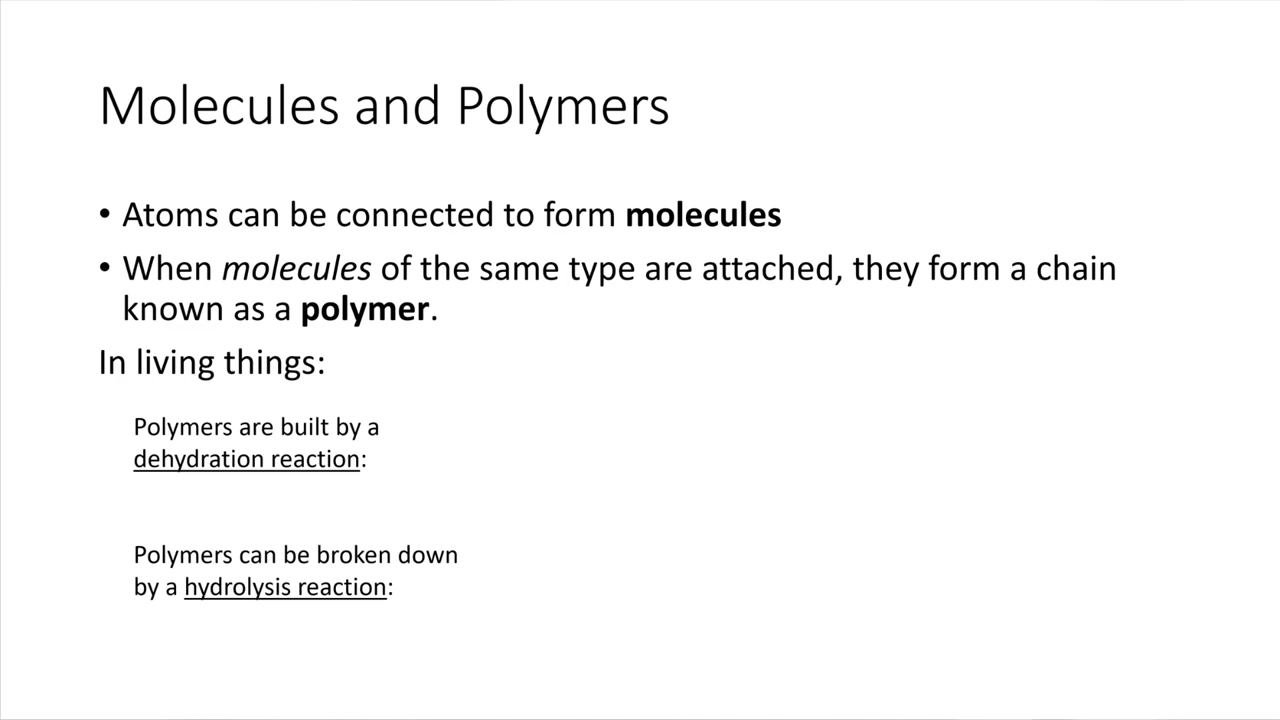 Molecules and Polymers
• Atoms can be connected to form molecules
• When molecules of the same type are attached, they form a chain
known as a polymer.
In living things:
Polymers are built by a
dehydration reaction:
Polymers can be broken down
by a hydrolysis reaction: